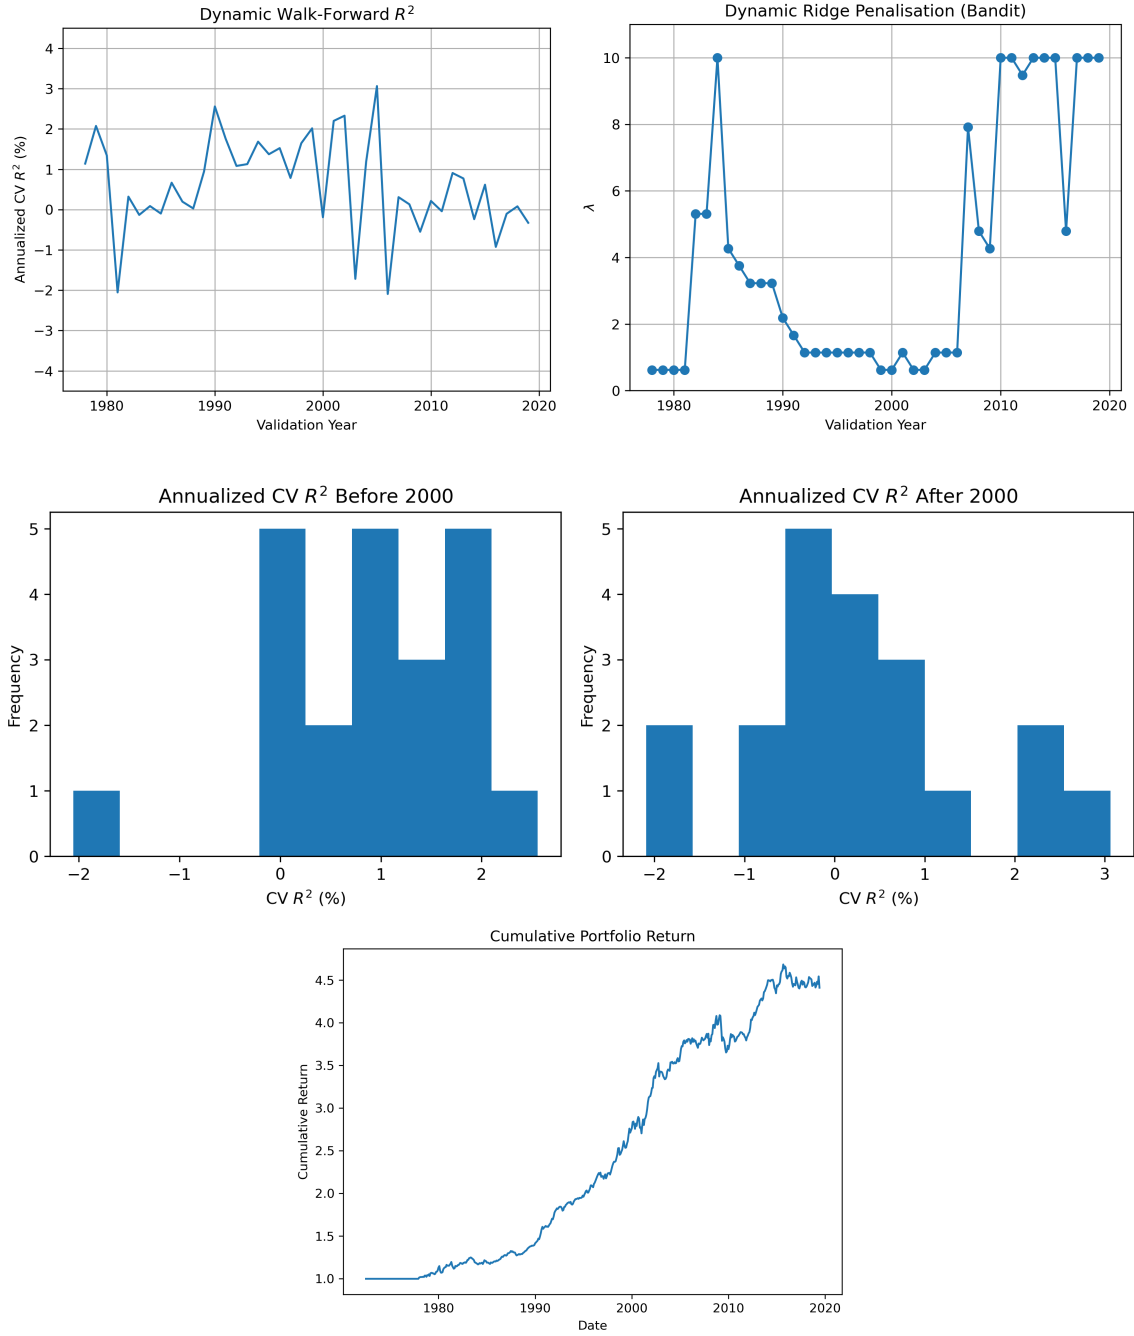 Dynamic Walk-Forward R²
4
3
2
1
0
−1
−2
−3
−4
Annualized CV R² (%)
1980 1990 2000 2010 2020
Validation Year
Dynamic Ridge Penalisation (Bandit)
10
8
6
4
2
0
λ
1980 1990 2000 2010 2020
Validation Year
Annualized CV R² Before 2000
5
4
3
2
1
0
Frequency
−2 −1 0 1 2
CV R² (%)
Annualized CV R² After 2000
5
4
3
2
1
0
Frequency
−2 −1 0 1 2 3
CV R² (%)
Cumulative Portfolio Return
4.5
4.0
3.5
3.0
2.5
2.0
1.5
1.0
Cumulative Return
1980 1990 2000 2010 2020
Date